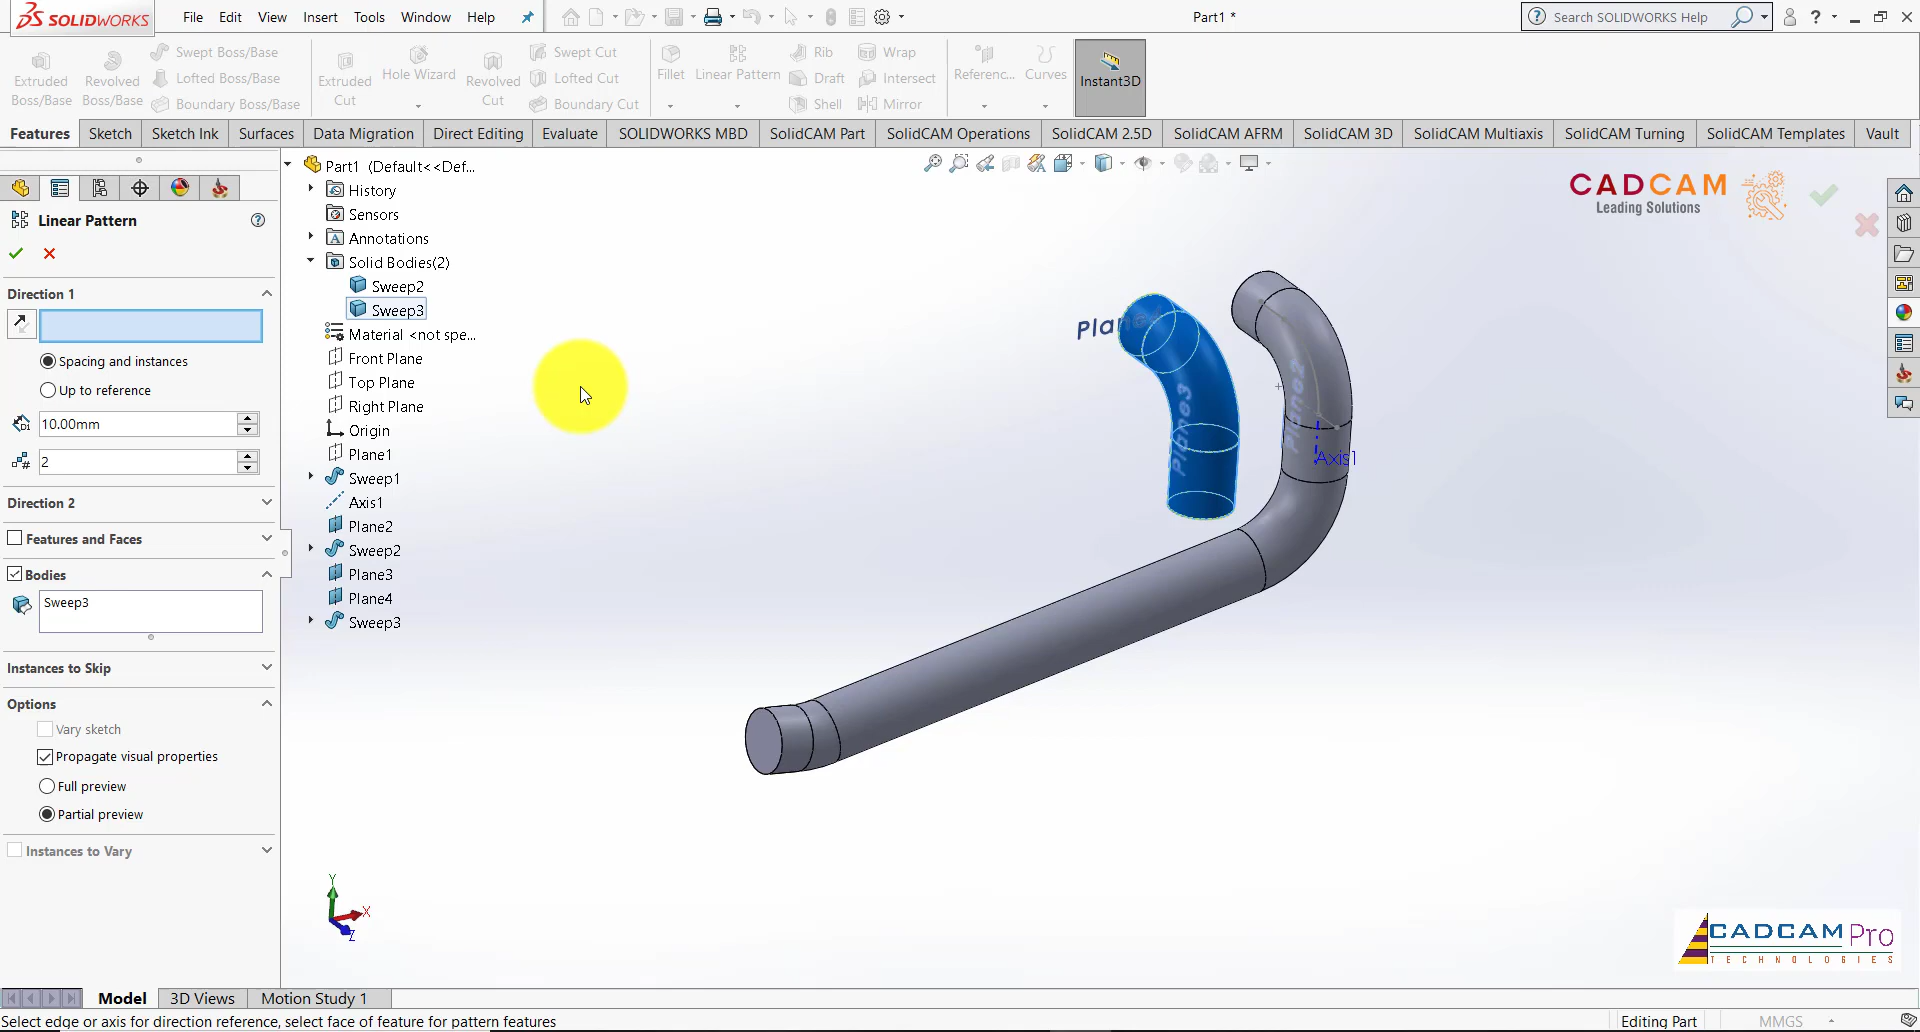 SOLIDWORKS
File Edit View Insert Tools Window Help
Part1 *
Search SOLIDWORKS Help
Extruded Boss/Base
Revolved Boss/Base
Swept Boss/Base
Lofted Boss/Base
Boundary Boss/Base
Extruded Cut
Hole Wizard
Revolved Cut
Swept Cut
Lofted Cut
Boundary Cut
Fillet
Linear Pattern
Rib
Draft
Shell
Wrap
Intersect
Mirror
Referenc...
Curves
Instant3D
Features Sketch Sketch Ink Surfaces Data Migration Direct Editing Evaluate SOLIDWORKS MBD SolidCAM Part SolidCAM Operations SolidCAM 2.5D SolidCAM AFRM SolidCAM 3D SolidCAM Multiaxis SolidCAM Turning SolidCAM Templates Vault
Linear Pattern
Direction 1
Spacing and instances
Up to reference
10.00mm
2
Direction 2
Features and Faces
Bodies
Sweep3
Instances to Skip
Options
Vary sketch
Propagate visual properties
Full preview
Partial preview
Instances to Vary
Part1 (Default<<Def...
History
Sensors
Annotations
Solid Bodies(2)
Sweep2
Sweep3
Material <not spe...
Front Plane
Top Plane
Right Plane
Origin
Plane1
Sweep1
Axis1
Plane2
Sweep2
Plane3
Plane4
Sweep3
CADCAM
Leading Solutions
Plane4
Plane3
Plane2
Axis1
Y
X
Z
CADCAM Pro
TECHNOLOGIES
Model 3D Views Motion Study 1
Select edge or axis for direction reference, select face of feature for pattern features
Editing Part
MMGS